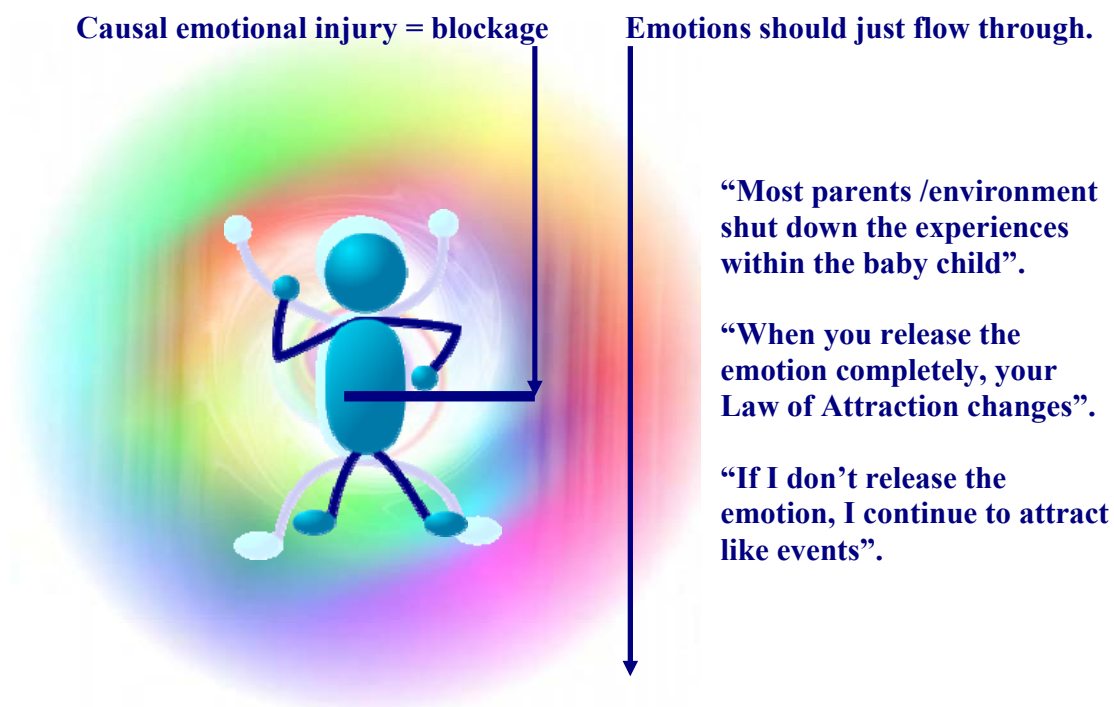 Causal emotional injury = blockage
Emotions should just flow through.
“Most parents /environment
shut down the experiences
within the baby child”.
“When you release the
emotion completely, your
Law of Attraction changes”.
“If I don’t release the
emotion, I continue to attract
like events”.